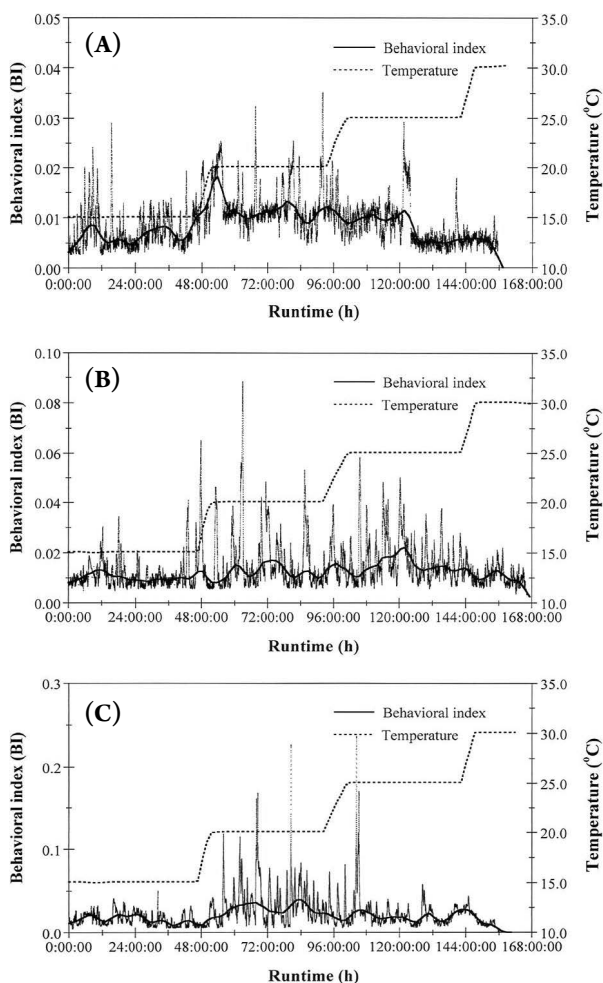 (A)
Behavioral index
Temperature
Behavioral index (BI)
0.05
0.04
0.03
0.02
0.01
0.00
Temperature (°C)
35.0
30.0
25.0
20.0
15.0
10.0
0:00:00 24:00:00 48:00:00 72:00:00 96:00:00 120:00:00 144:00:00 168:00:00
Runtime (h)
(B)
Behavioral index
Temperature
Behavioral index (BI)
0.10
0.08
0.06
0.04
0.02
0.00
Temperature (°C)
35.0
30.0
25.0
20.0
15.0
10.0
0:00:00 24:00:00 48:00:00 72:00:00 96:00:00 120:00:00 144:00:00 168:00:00
Runtime (h)
(C)
Behavioral index
Temperature
Behavioral index (BI)
0.3
0.2
0.1
0.0
Temperature (°C)
35.0
30.0
25.0
20.0
15.0
10.0
0:00:00 24:00:00 48:00:00 72:00:00 96:00:00 120:00:00 144:00:00 168:00:00
Runtime (h)